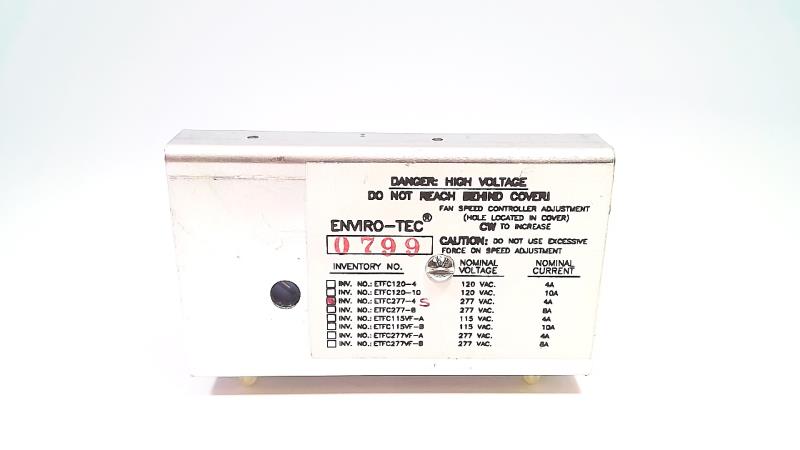 DANGER: HIGH VOLTAGE
DO NOT REACH BEHIND COVER!
FAN SPEED CONTROLLER ADJUSTMENT
(HOLE LOCATED IN COVER)
CW TO INCREASE
ENVIRO-TEC®
0799
CAUTION: DO NOT USE EXCESSIVE
FORCE ON SPEED ADJUSTMENT
INVENTORY NO. NOMINAL VOLTAGE NOMINAL CURRENT
INV. NO.: ETFC120-4 120 VAC. 4A
INV. NO.: ETFC120-10 120 VAC. 10A
INV. NO.: ETFC277-4 S 277 VAC. 4A
INV. NO.: ETFC277-8 277 VAC. 8A
INV. NO.: ETFC115VF-A 115 VAC. 4A
INV. NO.: ETFC115VF-B 115 VAC. 10A
INV. NO.: ETFC277VF-A 277 VAC. 4A
INV. NO.: ETFC277VF-B 277 VAC. 8A